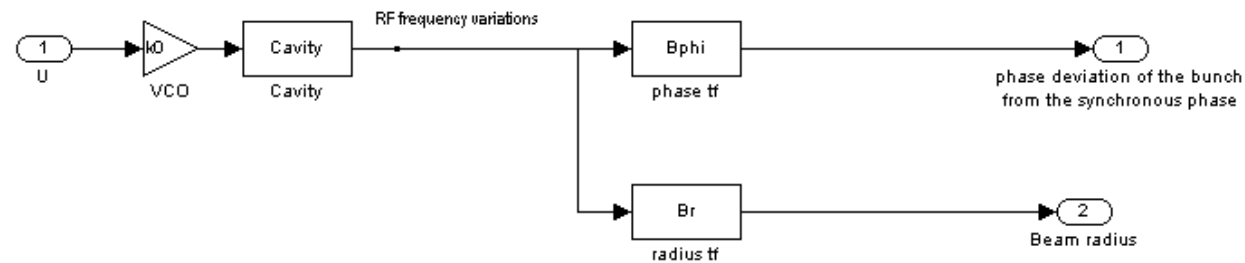 RF frequency variations
1
k0
Cavity
Bphi
1
U
VCO
Cavity
phase tf
phase deviation of the bunch
from the synchronous phase
Br
2
radius tf
Beam radius